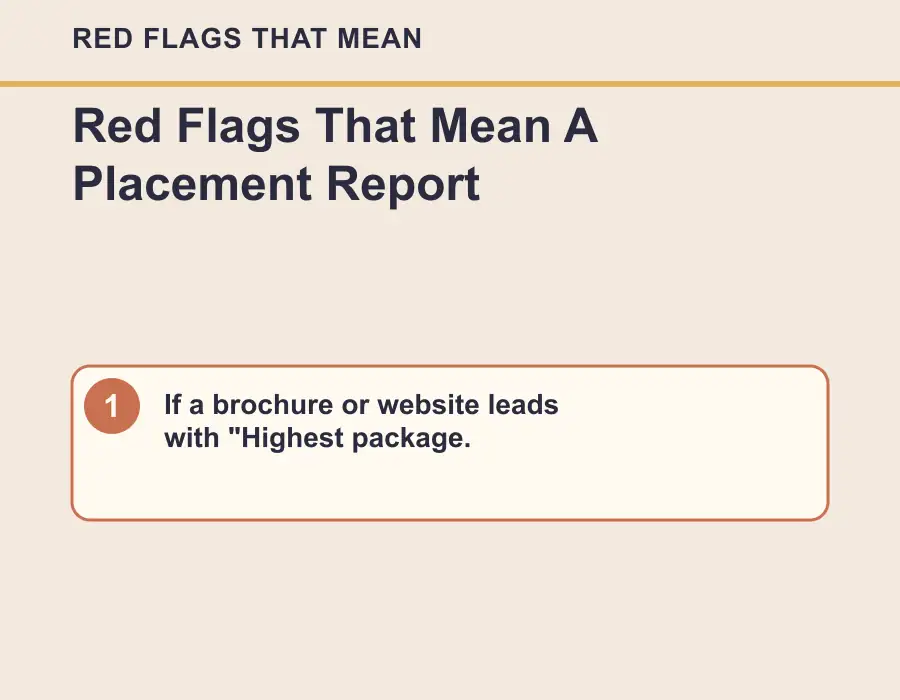 RED FLAGS THAT MEAN
Red Flags That Mean A
Placement Report
1
If a brochure or website leads
with "Highest package.